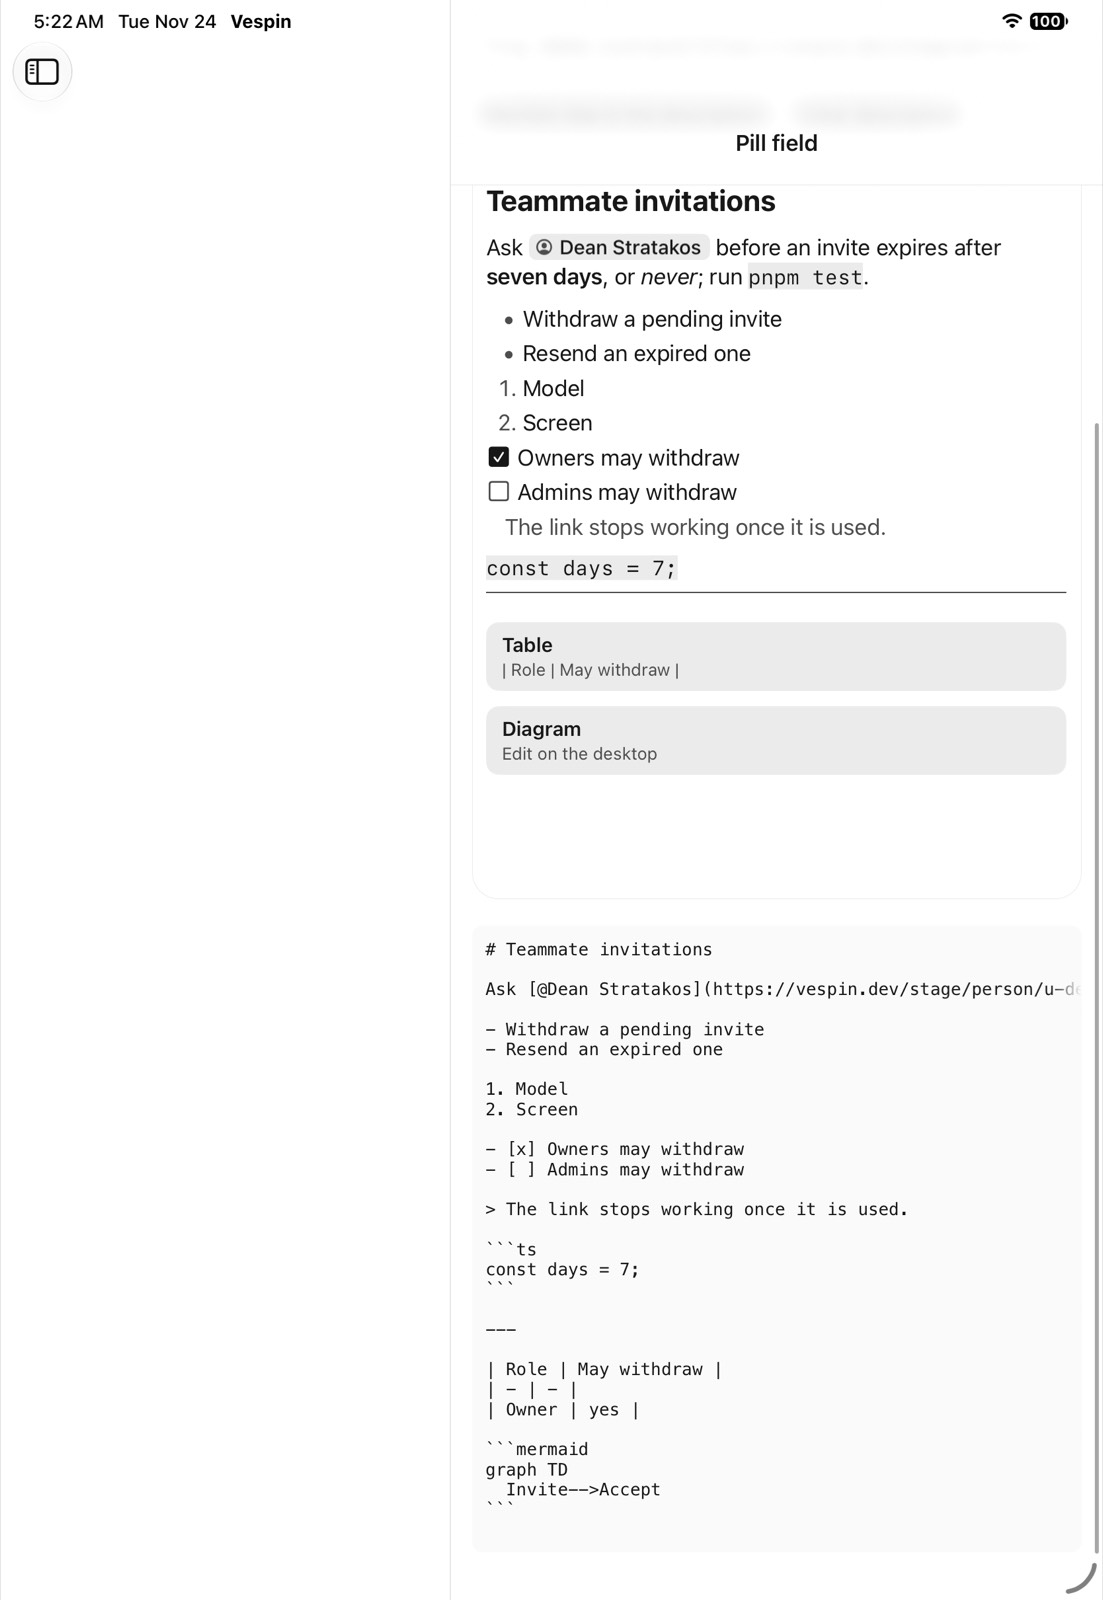 5:22 AM Tue Nov 24 Vespin
100
Pill field
Teammate invitations
Ask Dean Stratakos before an invite expires after
seven days, or never; run pnpm test.
• Withdraw a pending invite
• Resend an expired one
1. Model
2. Screen
Owners may withdraw
Admins may withdraw
The link stops working once it is used.
const days = 7;
Table
| Role | May withdraw |
Diagram
Edit on the desktop
# Teammate invitations
Ask [@Dean Stratakos](https://vespin.dev/stage/person/u-de
- Withdraw a pending invite
- Resend an expired one
1. Model
2. Screen
- [x] Owners may withdraw
- [ ] Admins may withdraw
> The link stops working once it is used.
```ts
const days = 7;
```
---
| Role | May withdraw |
| - | - |
| Owner | yes |
```mermaid
graph TD
  Invite-->Accept
```